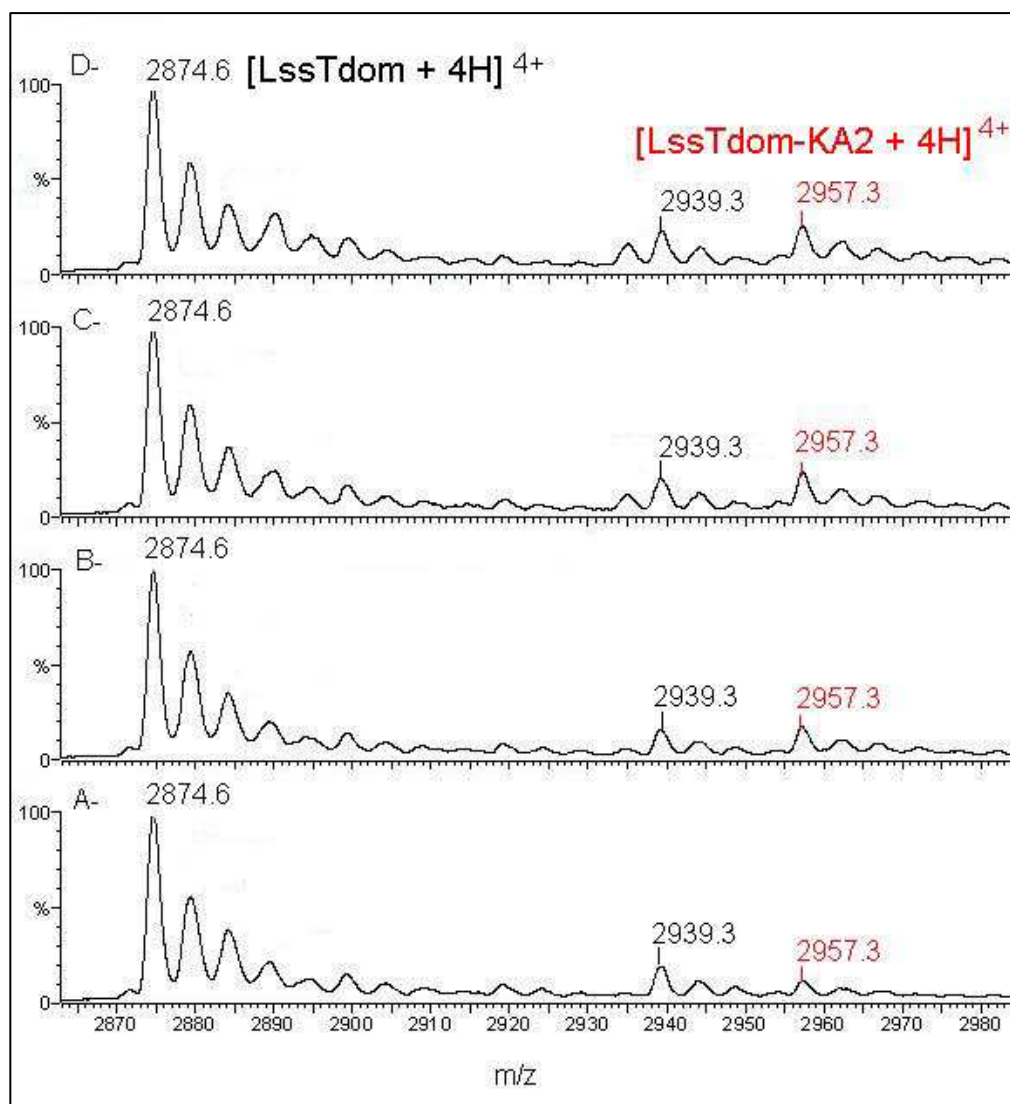 D- 2874.6 [LssTdom + 4H] 4+
100
[LssTdom-KA2 + 4H] 4+
% 2939.3 2957.3
0
C- 2874.6
100
% 2939.3 2957.3
0
B- 2874.6
100
% 2939.3 2957.3
0
A- 2874.6
100
% 2939.3 2957.3
0
2870 2880 2890 2900 2910 2920 2930 2940 2950 2960 2970 2980
m/z